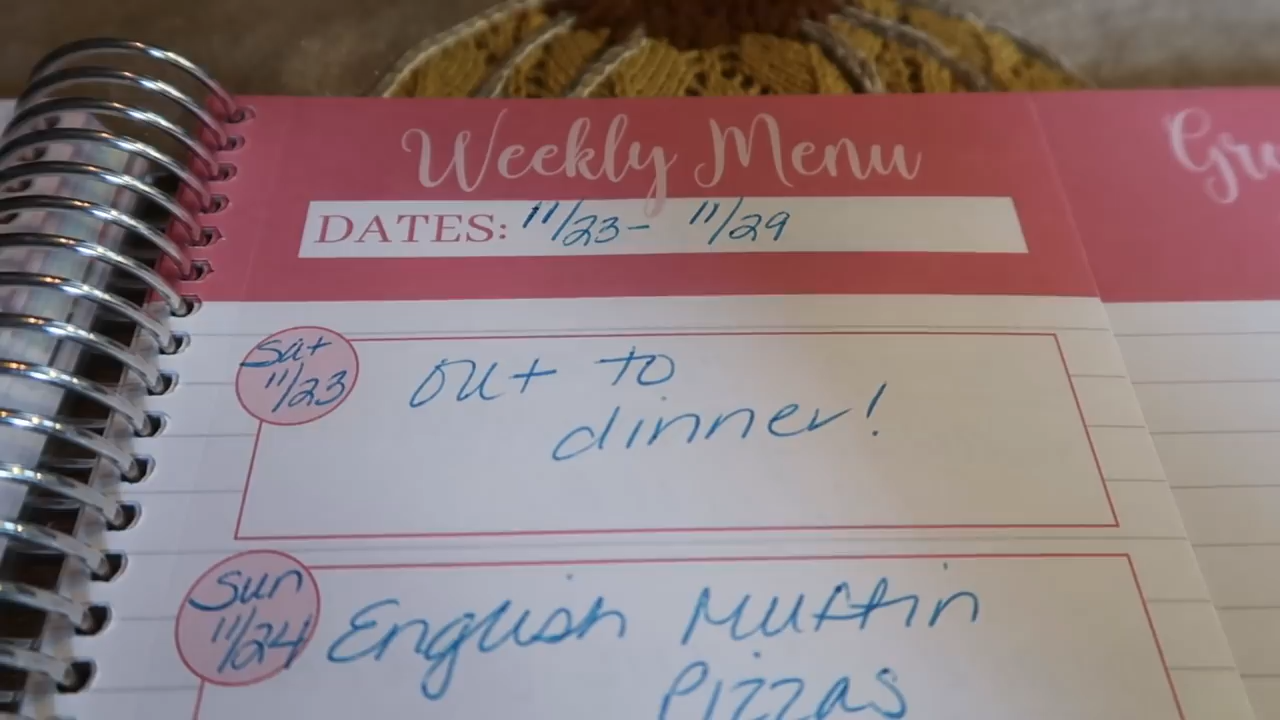 Weekly Menu
Gr
DATES: 11/23- 11/29
Sat
11/23
Out to
dinner!
Sun
11/24
English Muffin
Pizzas